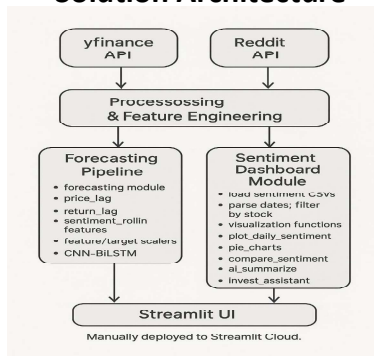 Solution Architecture
yfinance
API
Reddit
API
Processossing
& Feature Engineering
Forecasting
Pipeline
• forecasting module
• price_lag
• return_lag
• sentiment_rollin
features
• feature/target scalers
• CNN-BiLSTM
Sentiment
Dashboard
Module
• load sentiment CSVs
• parse dates; filter
by stock
• visualization functions
• plot_daily_sentiment
• pie_charts
• compare_sentiment
• ai_summarize
• invest_assistant
Streamlit UI
Manually deployed to Streamlit Cloud.